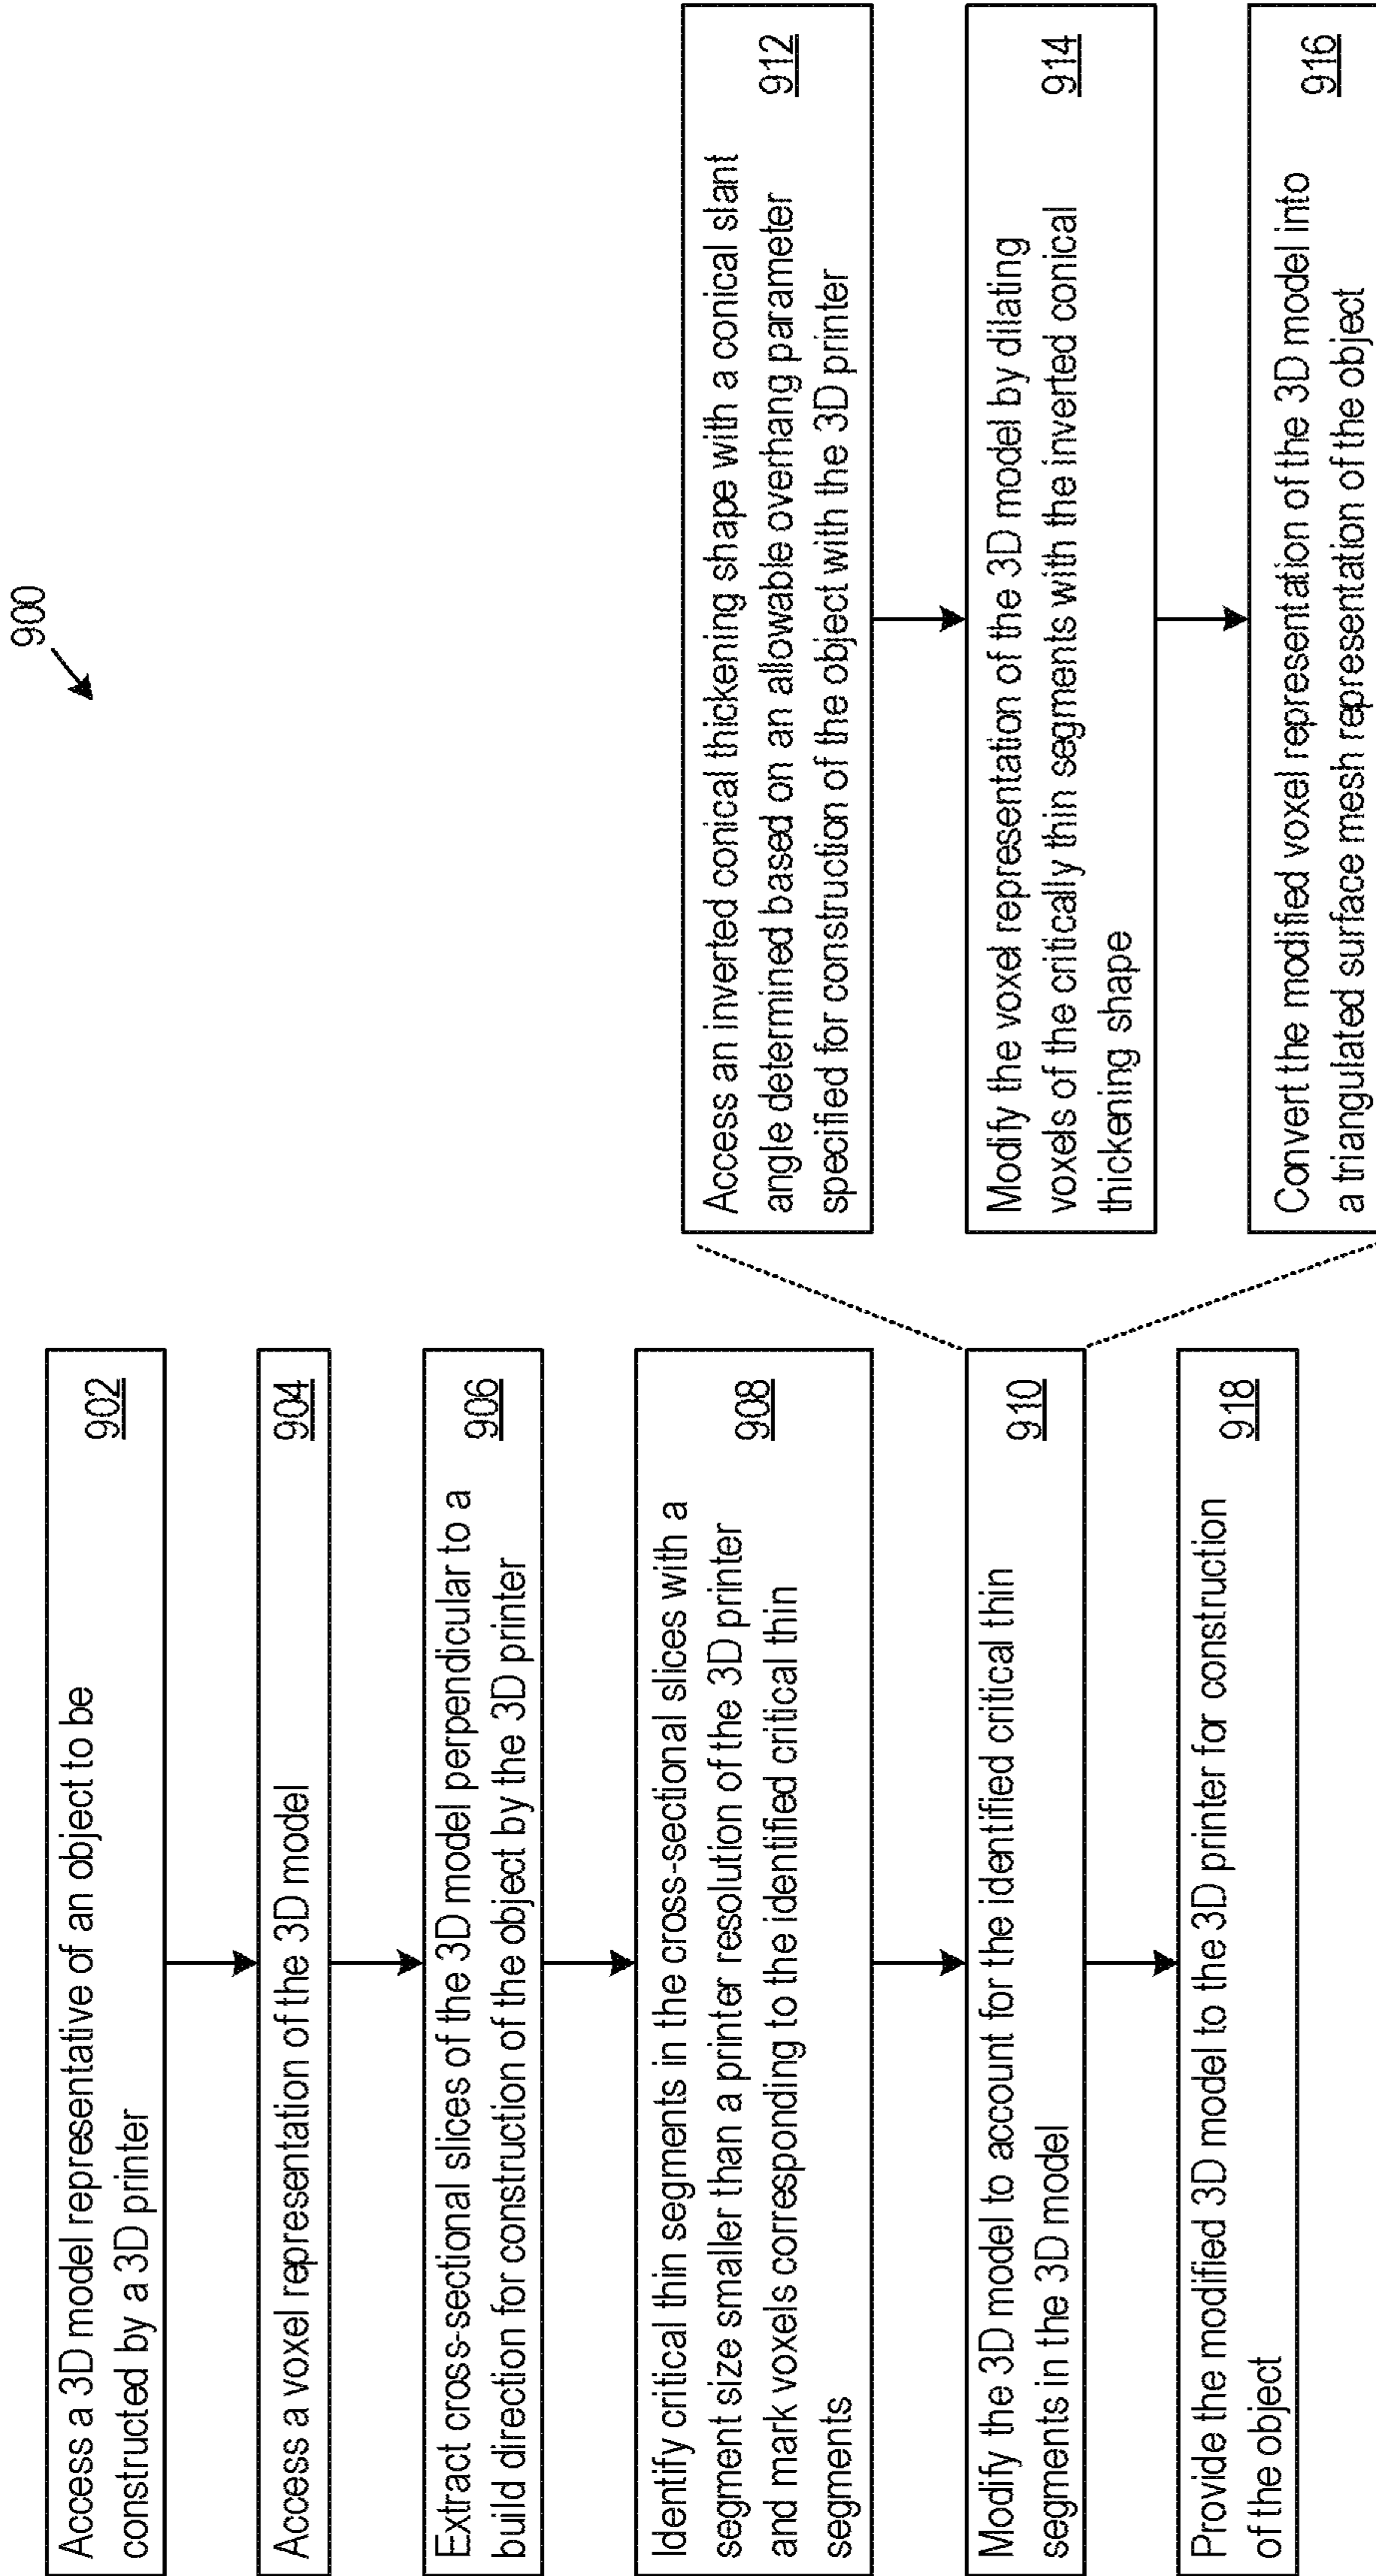 900
Access a 3D model representative of an object to be
constructed by a 3D printer
902
Access a voxel representation of the 3D model
904
Extract cross-sectional slices of the 3D model perpendicular to a
build direction for construction of the object by the 3D printer
906
Identify critical thin segments in the cross-sectional slices with a
segment size smaller than a printer resolution of the 3D printer
and mark voxels corresponding to the identified critical thin
segments
908
Modify the 3D model to account for the identified critical thin
segments in the 3D model
910
Provide the modified 3D model to the 3D printer for construction
of the object
918
Access an inverted conical thickening shape with a conical slant
angle determined based on an allowable overhang parameter
specified for construction of the object with the 3D printer
912
Modify the voxel representation of the 3D model by dilating
voxels of the critically thin segments with the inverted conical
thickening shape
914
Convert the modified voxel representation of the 3D model into
a triangulated surface mesh representation of the object
916